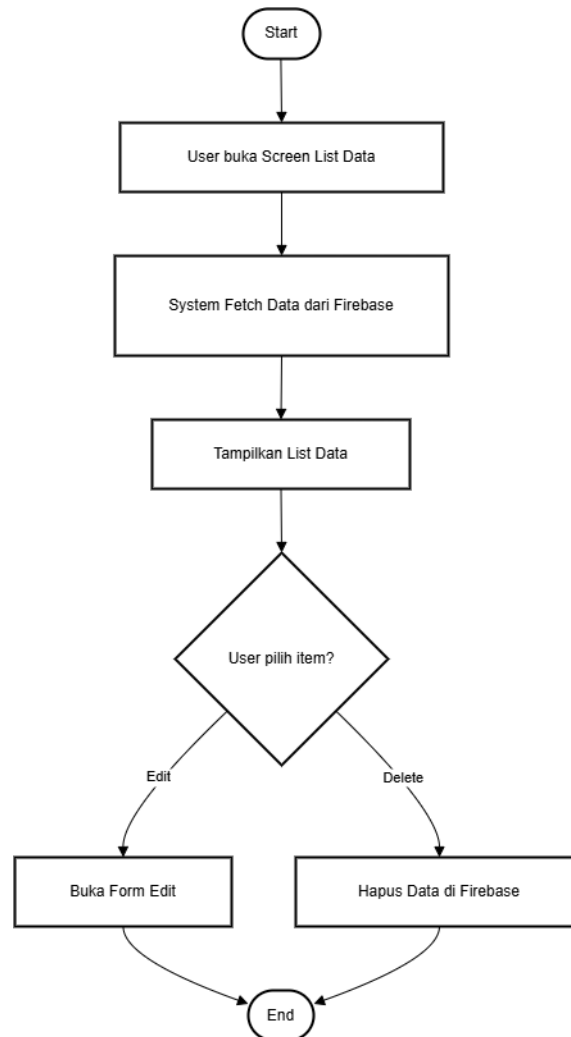 Start
User buka Screen List Data
System Fetch Data dari Firebase
Tampilkan List Data
User pilih item?
Edit
Delete
Buka Form Edit
Hapus Data di Firebase
End